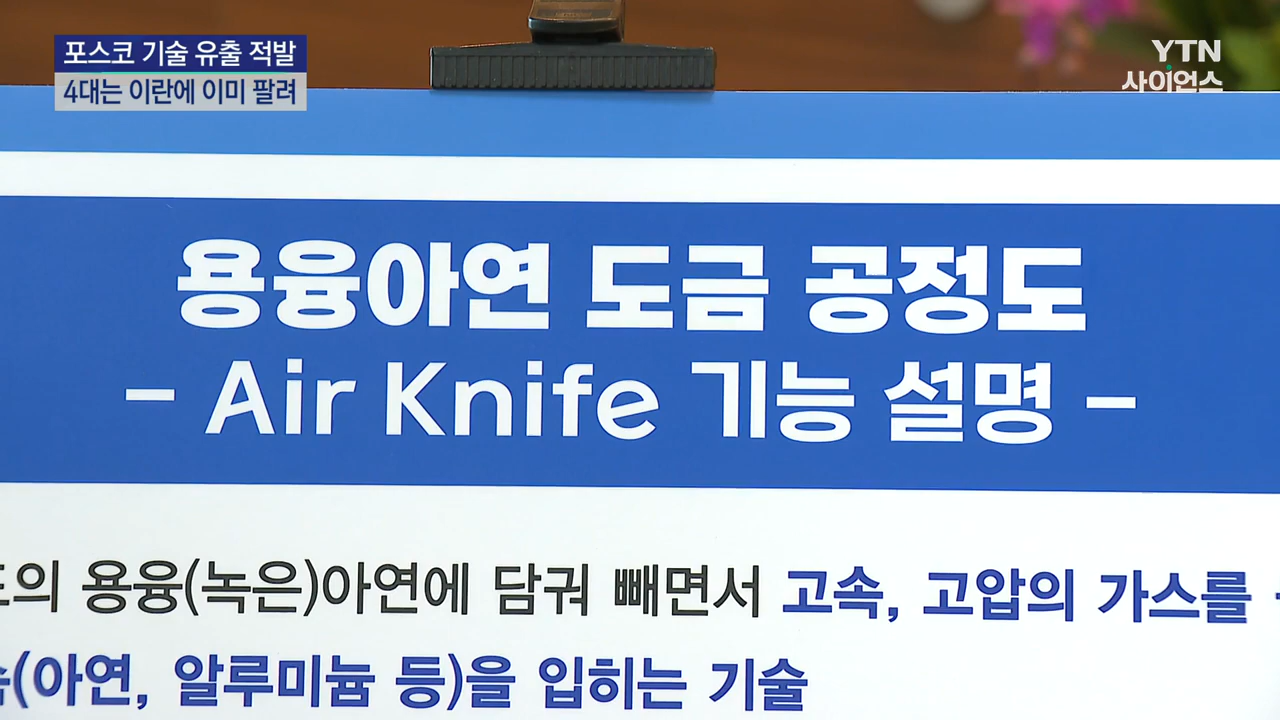 포스코 기술 유출 적발
4대는 이란에 이미 팔려
YTN
사이언스
용융아연 도금 공정도
- Air Knife 기능 설명 -
의 용융(녹은)아연에 담궈 빼면서 고속, 고압의 가스를
(아연, 알루미늄 등)을 입히는 기술